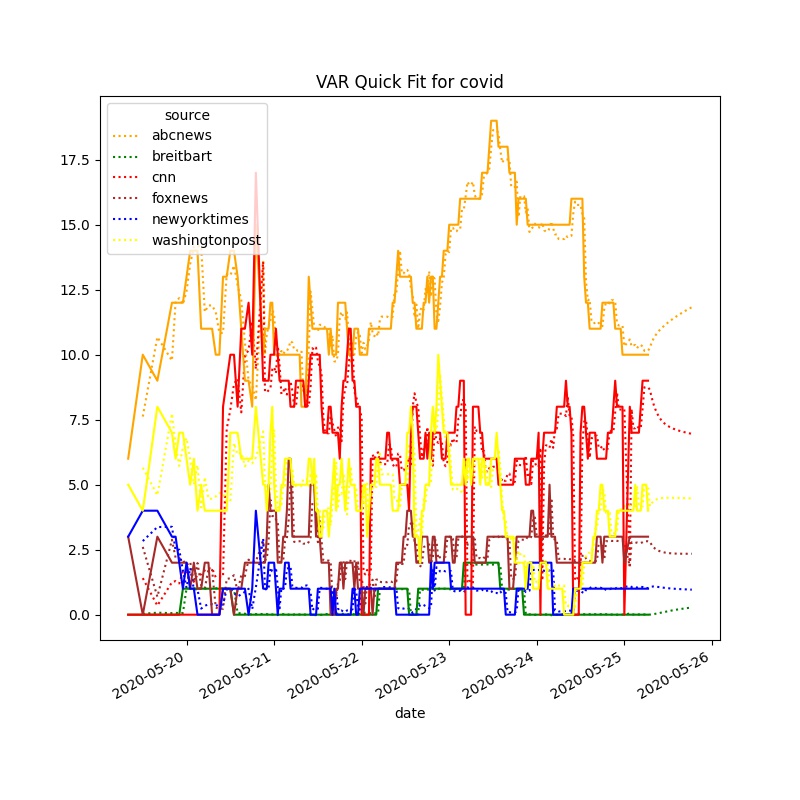 VAR Quick Fit for covid
source
abcnews
breitbart
cnn
foxnews
newyorktimes
washingtonpost
17.5
15.0
12.5
10.0
7.5
5.0
2.5
0.0
2020-05-20
2020-05-21
2020-05-22
2020-05-23
2020-05-24
2020-05-25
2020-05-26
date